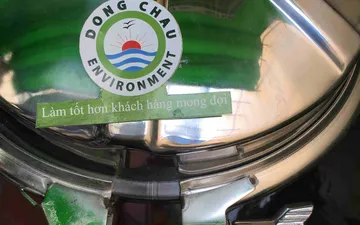 DONG CHAU
ENVIRONMENT
Làm tốt hơn khách hàng mong đợi